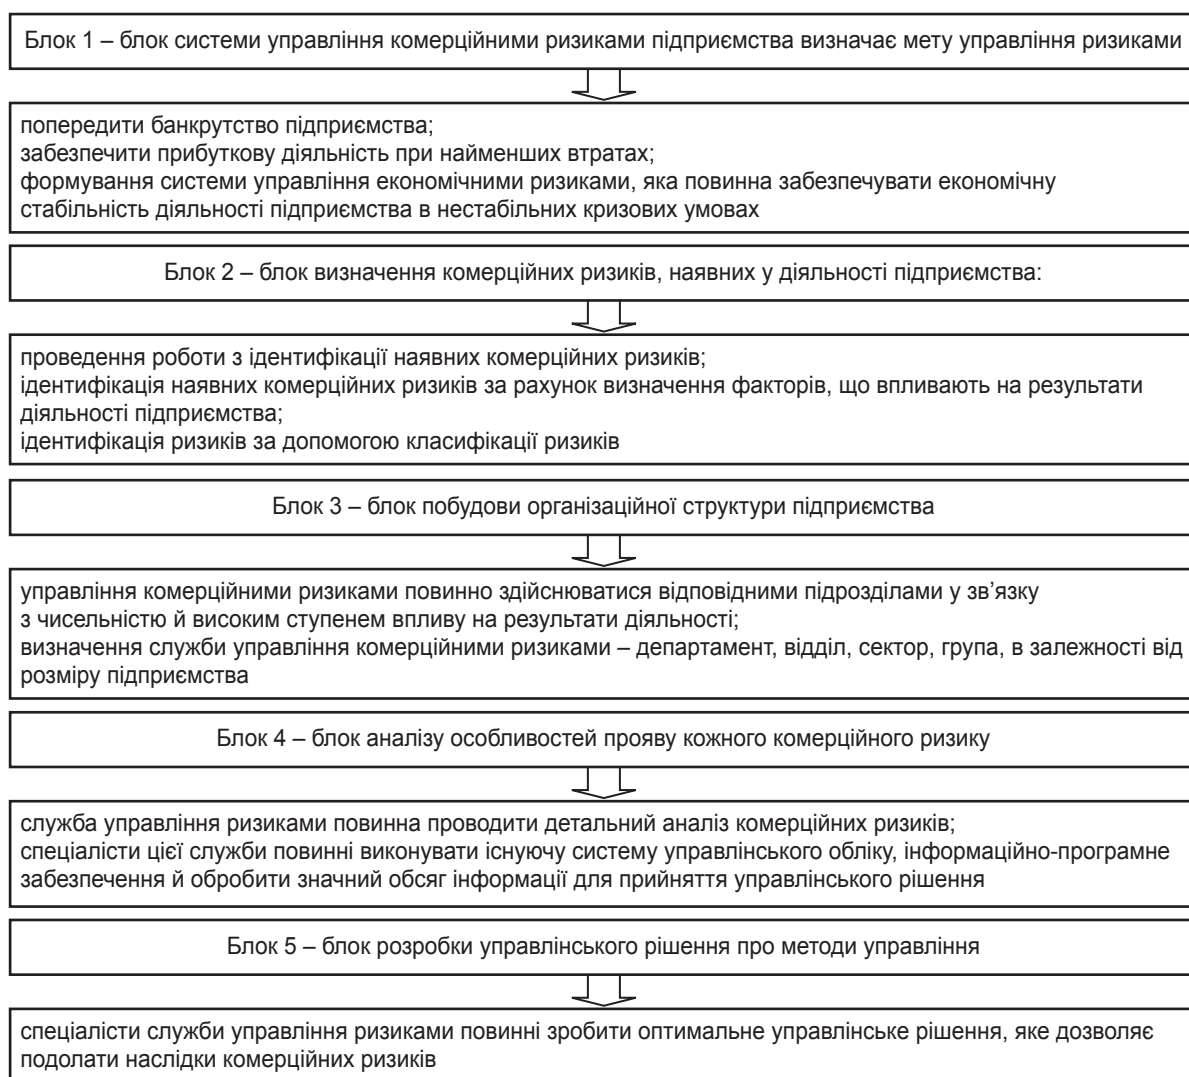 Блок 1 – блок системи управління комерційними ризиками підприємства визначає мету управління ризиками
попередити банкрутство підприємства;
забезпечити прибуткову діяльність при найменших втратах;
формування системи управління економічними ризиками, яка повинна забезпечувати економічну
стабільність діяльності підприємства в нестабільних кризових умовах
Блок 2 – блок визначення комерційних ризиків, наявних у діяльності підприємства:
проведення роботи з ідентифікації наявних комерційних ризиків;
ідентифікація наявних комерційних ризиків за рахунок визначення факторів, що впливають на результати
діяльності підприємства;
ідентифікація ризиків за допомогою класифікації ризиків
Блок 3 – блок побудови організаційної структури підприємства
управління комерційними ризиками повинно здійснюватися відповідними підрозділами у зв’язку
з чисельністю й високим ступенем впливу на результати діяльності;
визначення служби управління комерційними ризиками – департамент, відділ, сектор, група, в залежності від
розміру підприємства
Блок 4 – блок аналізу особливостей прояву кожного комерційного ризику
служба управління ризиками повинна проводити детальний аналіз комерційних ризиків;
спеціалісти цієї служби повинні виконувати існуючу систему управлінського обліку, інформаційно-програмне
забезпечення й обробити значний обсяг інформації для прийняття управлінського рішення
Блок 5 – блок розробки управлінського рішення про методи управління
спеціалісти служби управління ризиками повинні зробити оптимальне управлінське рішення, яке дозволяє
подолати наслідки комерційних ризиків